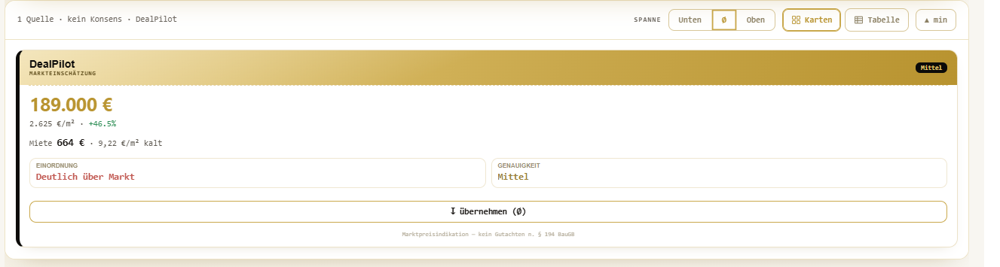 1 Quelle · kein Konsens · DealPilot
SPANNE
Unten
Ø
Oben
Karten
Tabelle
▲ min
DealPilot
MARKTEINSCHÄTZUNG
Mittel
189.000 €
2.625 €/m² · +46.5%
Miete 664 € · 9,22 €/m² kalt
EINORDNUNG
Deutlich über Markt
GENAUIGKEIT
Mittel
↧ übernehmen (Ø)
Marktpreisindikation — kein Gutachten n. § 194 BauGB